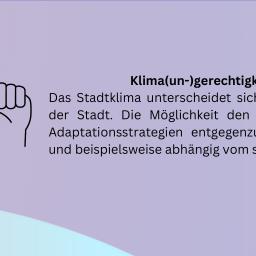 Klima(un-)gerechtigk
Das Stadtklima unterscheidet sich
der Stadt. Die Möglichkeit den
Adaptationsstrategien entgegenzu
und beispielsweise abhängig vom s